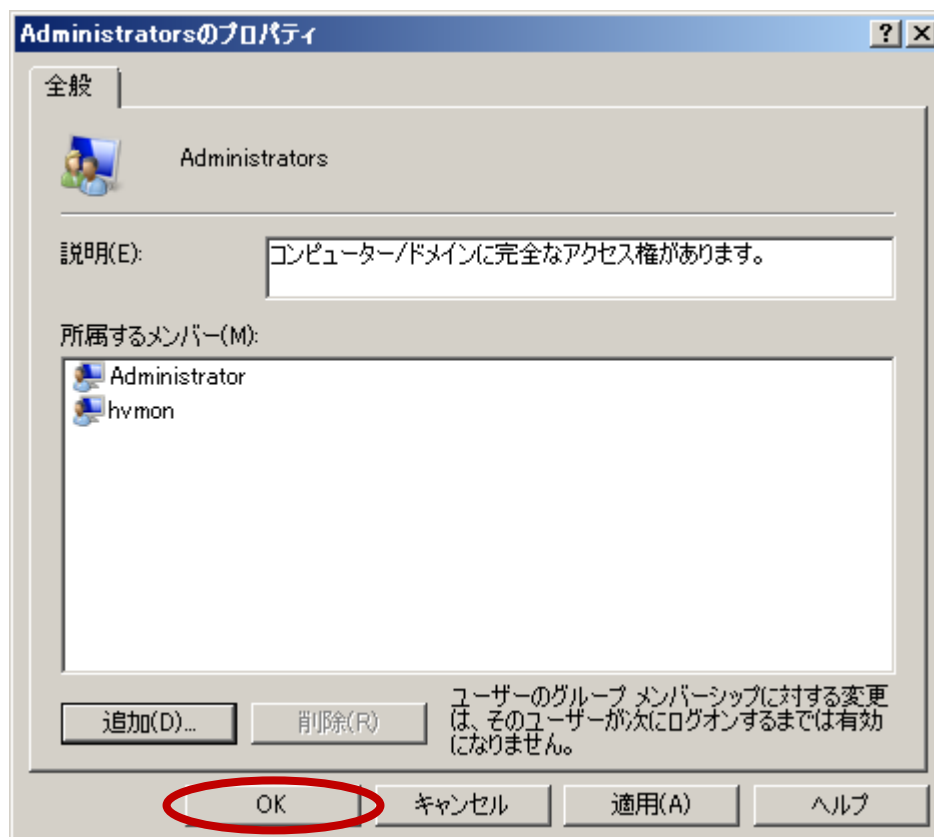 Administratorsのプロパティ
全般
Administrators
説明(E):
コンピューター/ドメインに完全なアクセス権があります。
所属するメンバー(M):
Administrator
hvmon
追加(D)...
削除(R)
ユーザーのグループ メンバーシップに対する変更
は、そのユーザーが次にログオンするまでは有効
になりません。
OK
キャンセル
適用(A)
ヘルプ